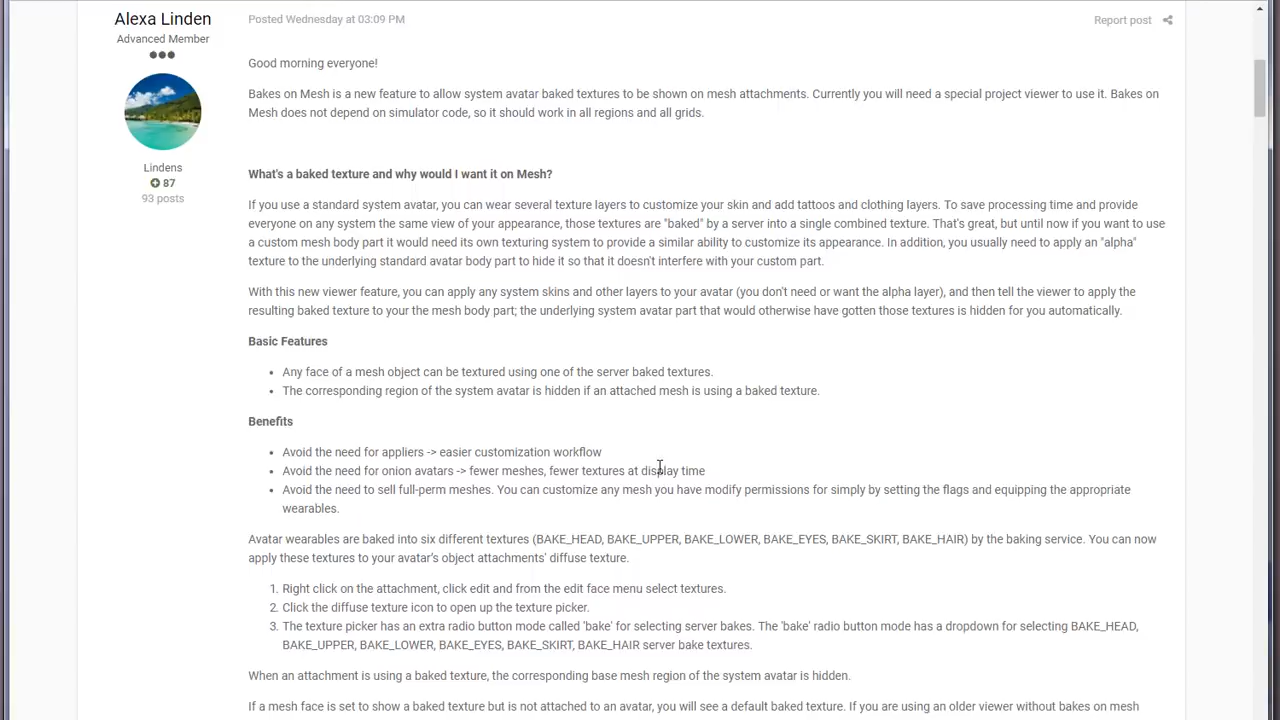 Alexa Linden
Advanced Member
Lindens
87
93 posts
Posted Wednesday at 03:09 PM
Report post
Good morning everyone!
Bakes on Mesh is a new feature to allow system avatar baked textures to be shown on mesh attachments. Currently you will need a special project viewer to use it. Bakes on
Mesh does not depend on simulator code, so it should work in all regions and all grids.
What's a baked texture and why would I want it on Mesh?
If you use a standard system avatar, you can wear several texture layers to customize your skin and add tattoos and clothing layers. To save processing time and provide
everyone on any system the same view of your appearance, those textures are "baked" by a server into a single combined texture. That's great, but until now if you want to use
a custom mesh body part it would need its own texturing system to provide a similar ability to customize its appearance. In addition, you usually need to apply an "alpha"
texture to the underlying standard avatar body part to hide it so that it doesn't interfere with your custom part.
With this new viewer feature, you can apply any system skins and other layers to your avatar (you don't need or want the alpha layer), and then tell the viewer to apply the
resulting baked texture to your the mesh body part; the underlying system avatar part that would otherwise have gotten those textures is hidden for you automatically.
Basic Features
• Any face of a mesh object can be textured using one of the server baked textures.
• The corresponding region of the system avatar is hidden if an attached mesh is using a baked texture.
Benefits
• Avoid the need for appliers -> easier customization workflow
• Avoid the need for onion avatars -> fewer meshes, fewer textures at display time
• Avoid the need to sell full-perm meshes. You can customize any mesh you have modify permissions for simply by setting the flags and equipping the appropriate
wearables.
Avatar wearables are baked into six different textures (BAKE_HEAD, BAKE_UPPER, BAKE_LOWER, BAKE_EYES, BAKE_SKIRT, BAKE_HAIR) by the baking service. You can now
apply these textures to your avatar's object attachments' diffuse texture.
1. Right click on the attachment, click edit and from the edit face menu select textures.
2. Click the diffuse texture icon to open up the texture picker.
3. The texture picker has an extra radio button mode called 'bake' for selecting server bakes. The 'bake' radio button mode has a dropdown for selecting BAKE_HEAD,
BAKE_UPPER, BAKE_LOWER, BAKE_EYES, BAKE_SKIRT, BAKE_HAIR server bake textures.
When an attachment is using a baked texture, the corresponding base mesh region of the system avatar is hidden.
If a mesh face is set to show a baked texture but is not attached to an avatar, you will see a default baked texture. If you are using an older viewer without bakes on mesh